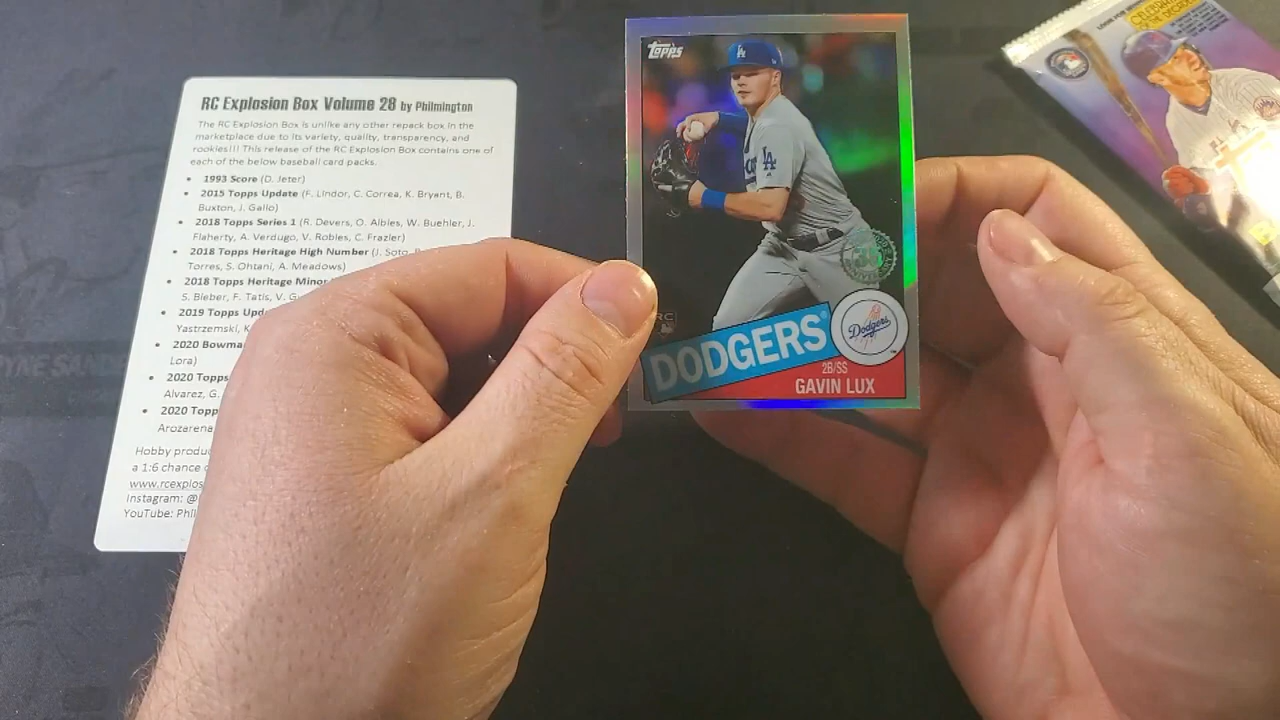 RC Explosion Box Volume 28 by Philmington
The RC Explosion Box is unlike any other repack box in the
marketplace due to its variety, quality, transparency, and
rookies!!! This release of the RC Explosion Box contains one of
each of the below baseball card packs.
• 1993 Score (D. Jeter)
• 2015 Topps Update (F. Lindor, C. Correa, K. Bryant, B.
Buxton, J. Gallo)
• 2018 Topps Series 1 (R. Devers, O. Albies, W. Buehler, J.
Flaherty, A. Verdugo, V. Robles, C. Frazier)
• 2018 Topps Heritage High Number (J. Soto,
Torres, S. Ohtani, A. Meadows)
• 2018 Topps Heritage Minor
S. Bieber, F. Tatis, V. G
• 2019 Topps Upd
Yastrzemski, K
• 2020 Bowma
Lora)
• 2020 Topps
Alvarez, G.
• 2020 Topp
Arozarena,
Hobby produc
a 1:6 chance
www.rcexplos
Instagram: @
YouTube: Phil
Topps
LA
LA
35
RC
DODGERS®
Dodgers
2B/SS
GAVIN LUX